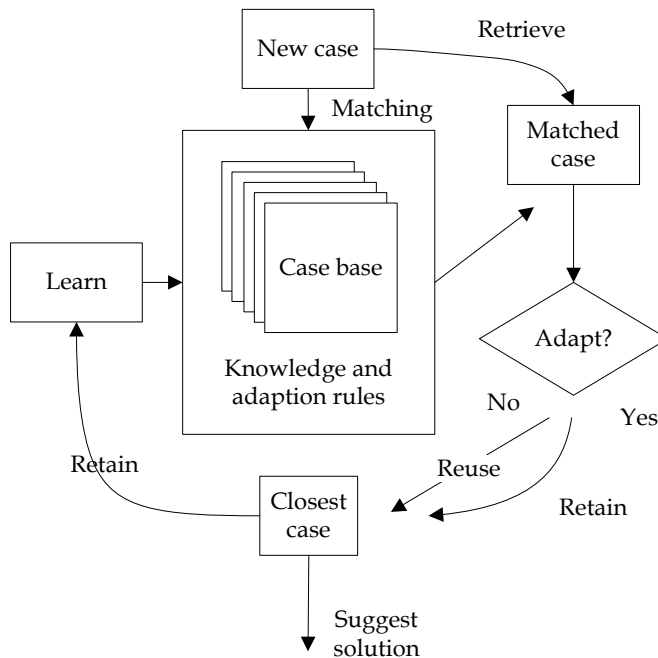 New case
Retrieve
Matching
Matched
case
Case base
Learn
Adapt?
Knowledge and
adaption rules
No
Yes
Reuse
Retain
Retain
Closest
case
Suggest
solution